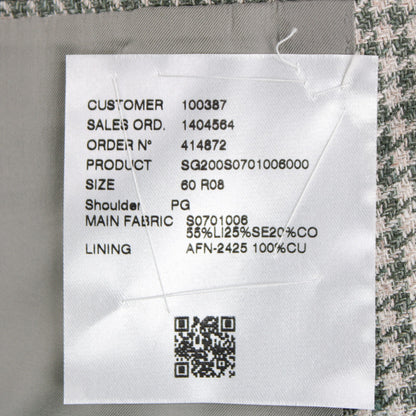 CUSTOMER 100387
SALES ORD. 1404564
ORDER N° 414872
PRODUCT SG200S0701006000
SIZE 60 R08
Shoulder PG
MAIN FABRIC S0701006
55%LI25%SE20%CO
LINING AFN-2425 100%CU